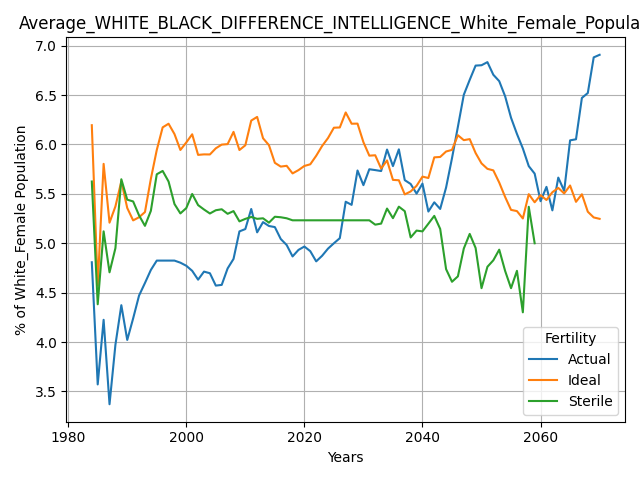 Average_WHITE_BLACK_DIFFERENCE_INTELLIGENCE_White_Female_Popula
7.0
6.5
6.0
5.5
5.0
4.5
4.0
3.5
% of White_Female Population
1980
2000
2020
2040
2060
Years
Fertility
Actual
Ideal
Sterile